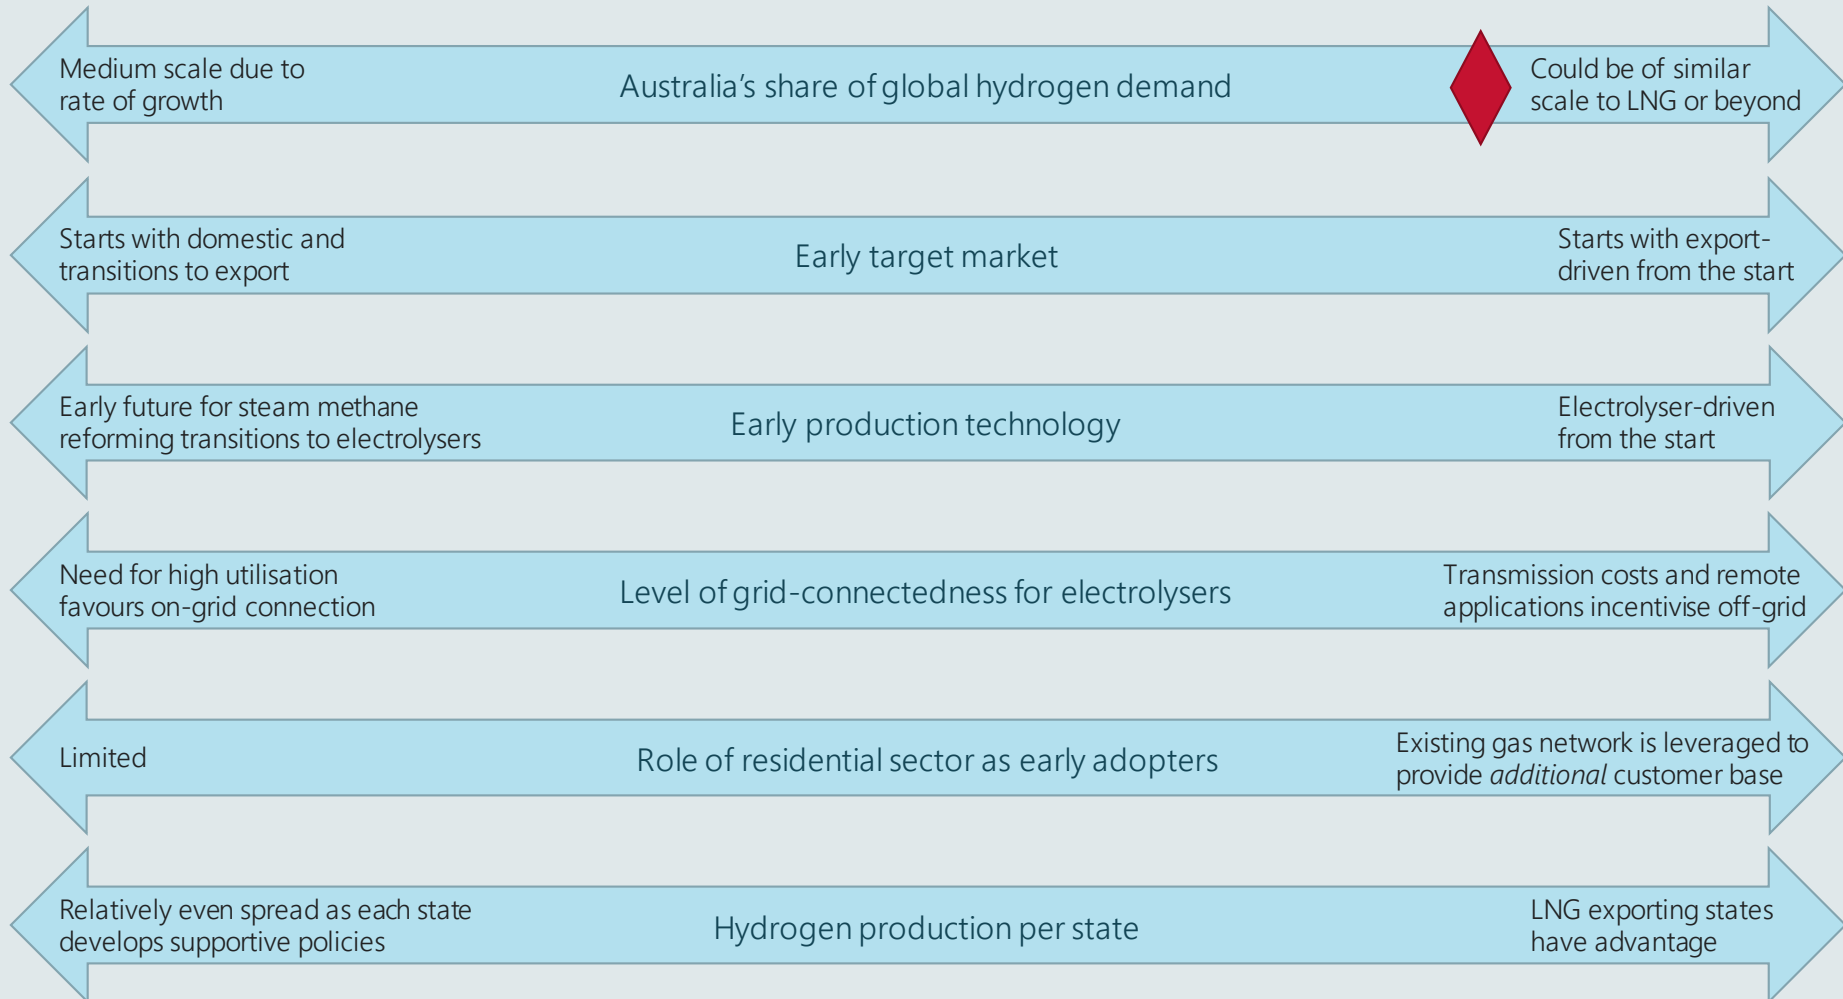 Medium scale due to
rate of growth
Australia's share of global hydrogen demand
Could be of similar
scale to LNG or beyond
Starts with domestic and
transitions to export
Early target market
Starts with export-
driven from the start
Early future for steam methane
reforming transitions to electrolysers
Early production technology
Electrolyser-driven
from the start
Need for high utilisation
favours on-grid connection
Level of grid-connectedness for electrolysers
Transmission costs and remote
applications incentivise off-grid
Limited
Role of residential sector as early adopters
Existing gas network is leveraged to
provide additional customer base
Relatively even spread as each state
develops supportive policies
Hydrogen production per state
LNG exporting states
have advantage